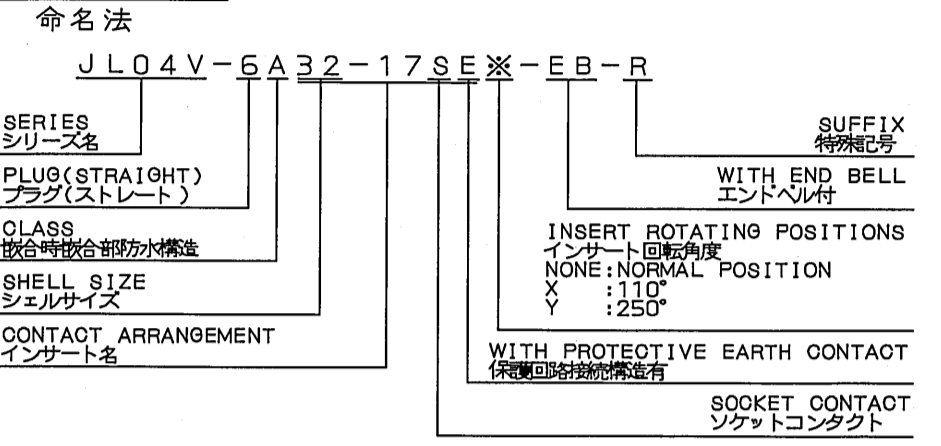 命名法
JL04V-6A32-17SE※-EB-R
SERIES
シリーズ名
PLUG(STRAIGHT)
プラグ(ストレート)
CLASS
嵌合時嵌合部防水構造
SHELL SIZE
シェルサイズ
CONTACT ARRANGEMENT
インサート名
SUFFIX
特殊記号
WITH END BELL
エンドベル付
INSERT ROTATING POSITIONS
インサート回転角度
NONE:NORMAL POSITION
X :110°
Y :250°
WITH PROTECTIVE EARTH CONTACT
保護回路接続構造有
SOCKET CONTACT
ソケットコンタクト